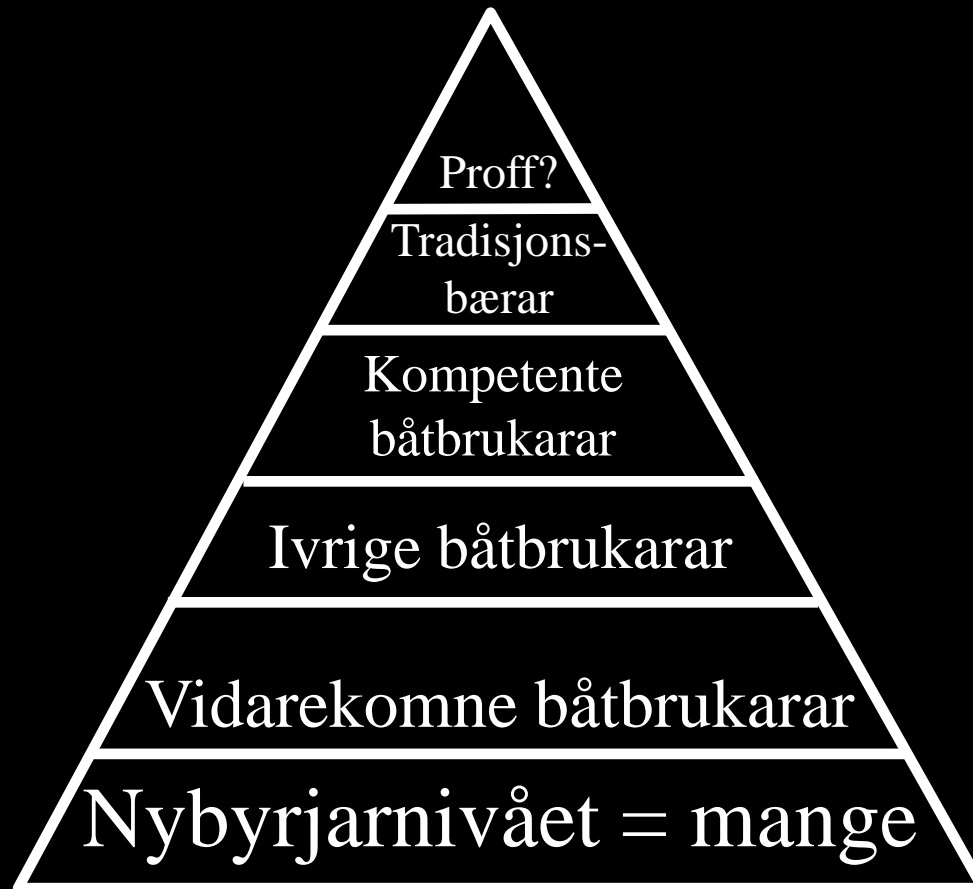 Proff?
Tradisjons-
bærar
Kompetente
båtbrukarar
Ivrige båtbrukarar
Vidarekomne båtbrukarar
Nybyrjarnivået = mange